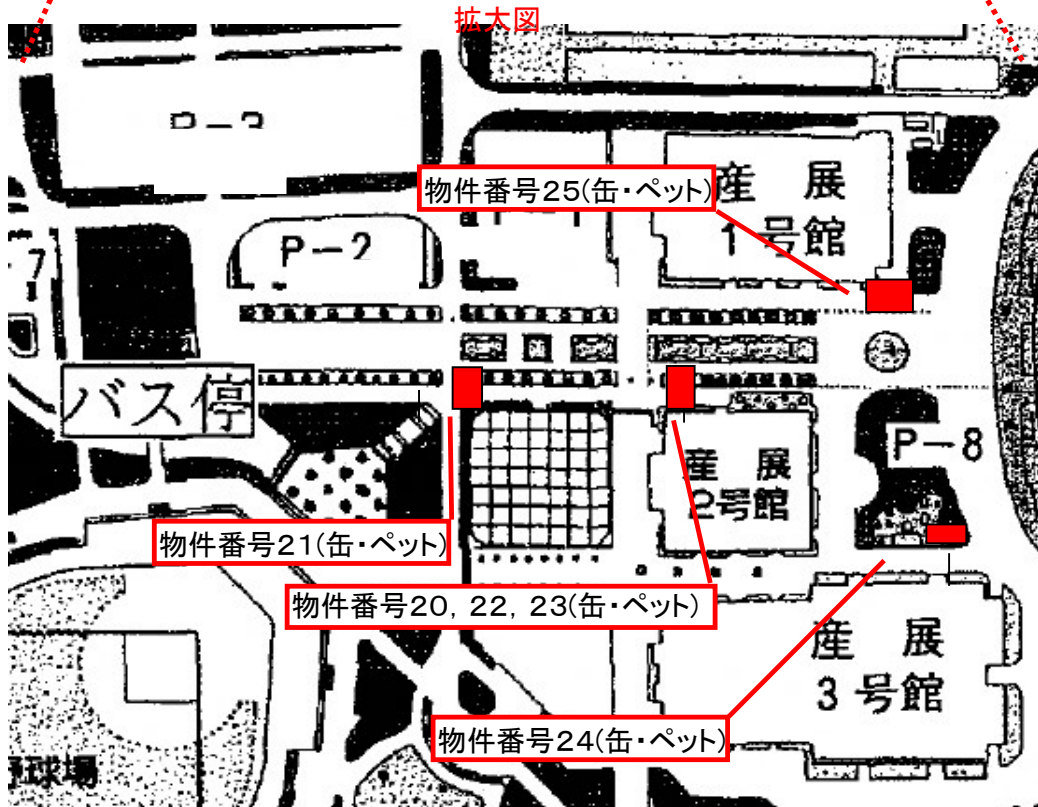 拡大図
産 展
1号館
物件番号25(缶・ペット)
P-2
7
バス停
P-8
産 展
2号館
物件番号21(缶・ペット)
物件番号20, 22, 23(缶・ペット)
産 展
3号館
物件番号24(缶・ペット)
野球場